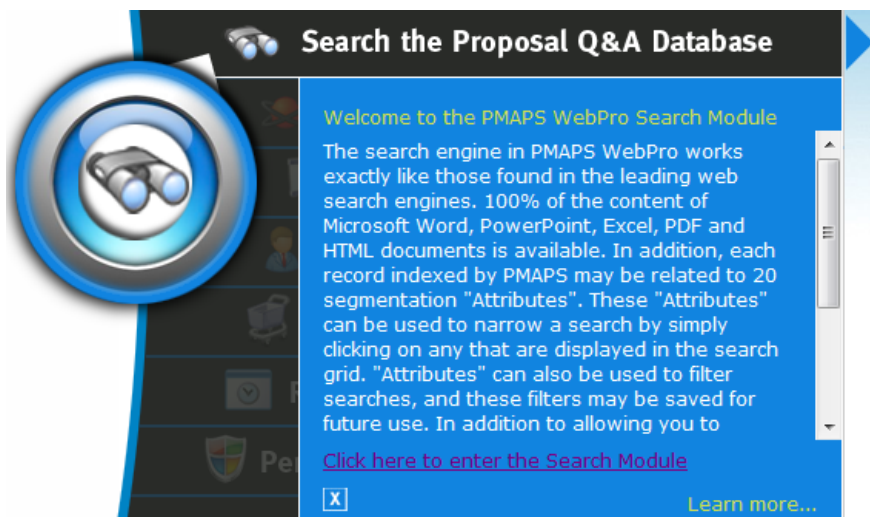 Search the Proposal Q&A Database
Welcome to the PMAPS WebPro Search Module
The search engine in PMAPS WebPro works
exactly like those found in the leading web
search engines. 100% of the content of
Microsoft Word, PowerPoint, Excel, PDF and
HTML documents is available. In addition, each
record indexed by PMAPS may be related to 20
segmentation "Attributes". These "Attributes"
can be used to narrow a search by simply
clicking on any that are displayed in the search
grid. "Attributes" can also be used to filter
searches, and these filters may be saved for
future use. In addition to allowing you to
Click here to enter the Search Module
X
Learn more...